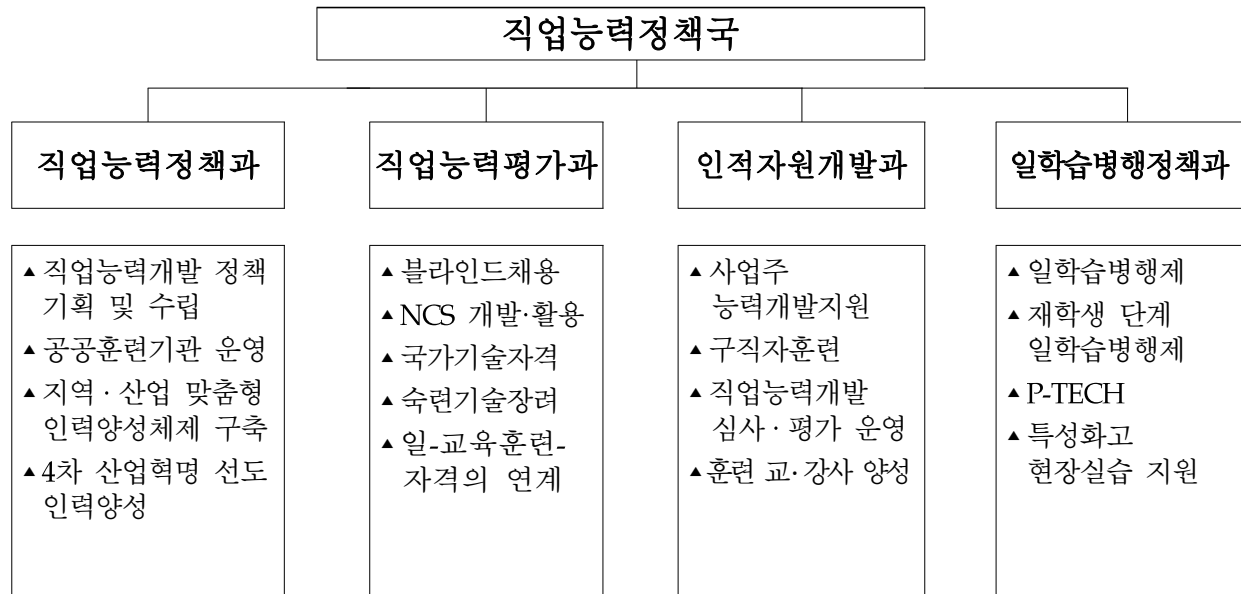 직업능력정책국
직업능력정책과
직업능력평가과
인적자원개발과
일학습병행정책과
▲ 직업능력개발 정책
기획 및 수립
▲ 공공훈련기관 운영
▲ 지역·산업 맞춤형
인력양성체제 구축
▲ 4차 산업혁명 선도
인력양성
▲ 블라인드채용
▲ NCS 개발·활용
▲ 국가기술자격
▲ 숙련기술장려
▲ 일-교육훈련-
자격의 연계
▲ 사업주
능력개발지원
▲ 구직자훈련
▲ 직업능력개발
심사·평가 운영
▲ 훈련 교·강사 양성
▲ 일학습병행제
▲ 재학생 단계
일학습병행제
▲ P-TECH
▲ 특성화고
현장실습 지원